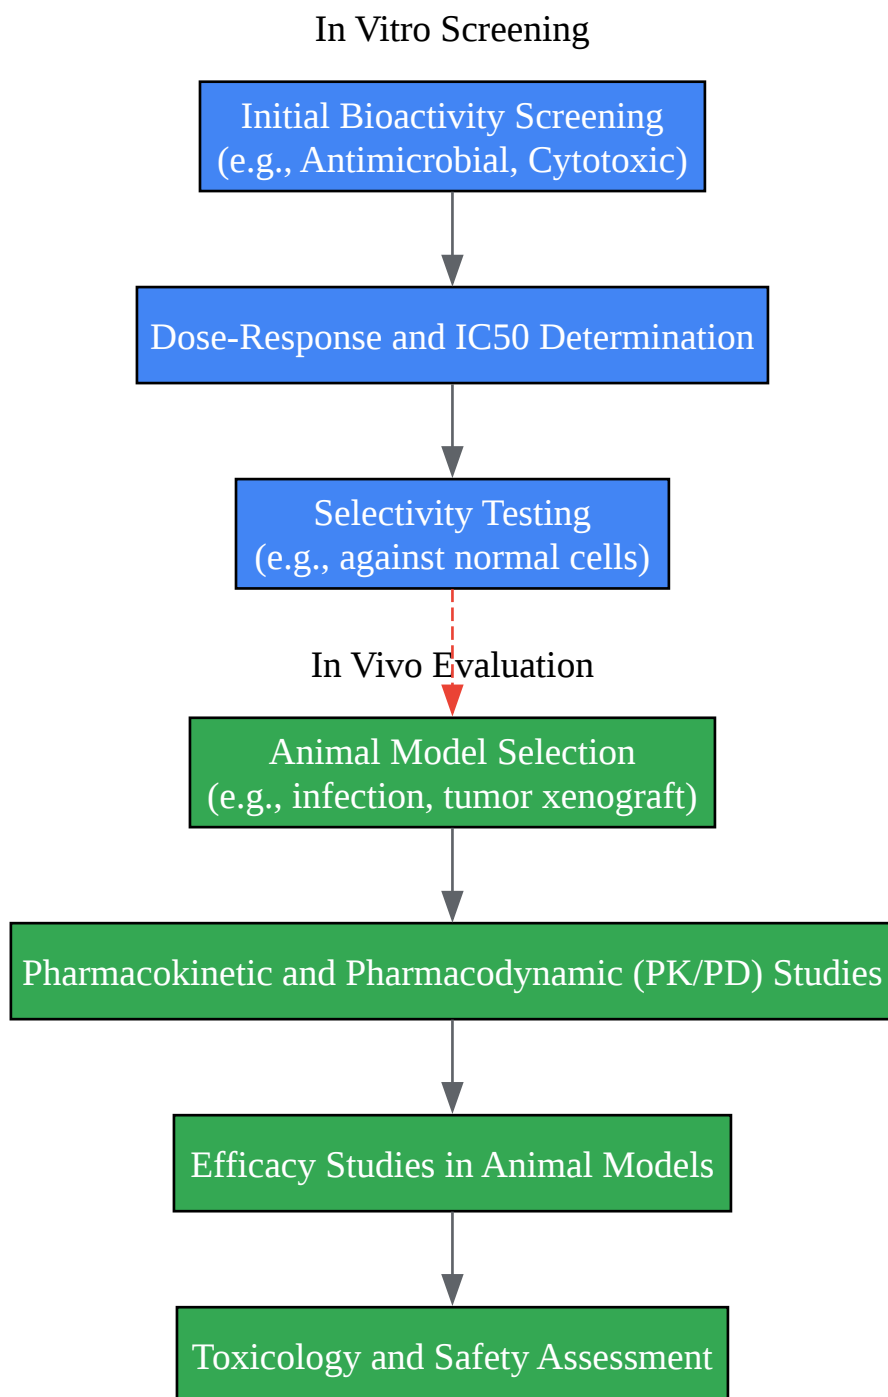 In Vitro Screening
Initial Bioactivity Screening
(e.g., Antimicrobial, Cytotoxic)
Dose-Response and IC50 Determination
Selectivity Testing
(e.g., against normal cells)
In Vivo Evaluation
Animal Model Selection
(e.g., infection, tumor xenograft)
Pharmacokinetic and Pharmacodynamic (PK/PD) Studies
Efficacy Studies in Animal Models
Toxicology and Safety Assessment